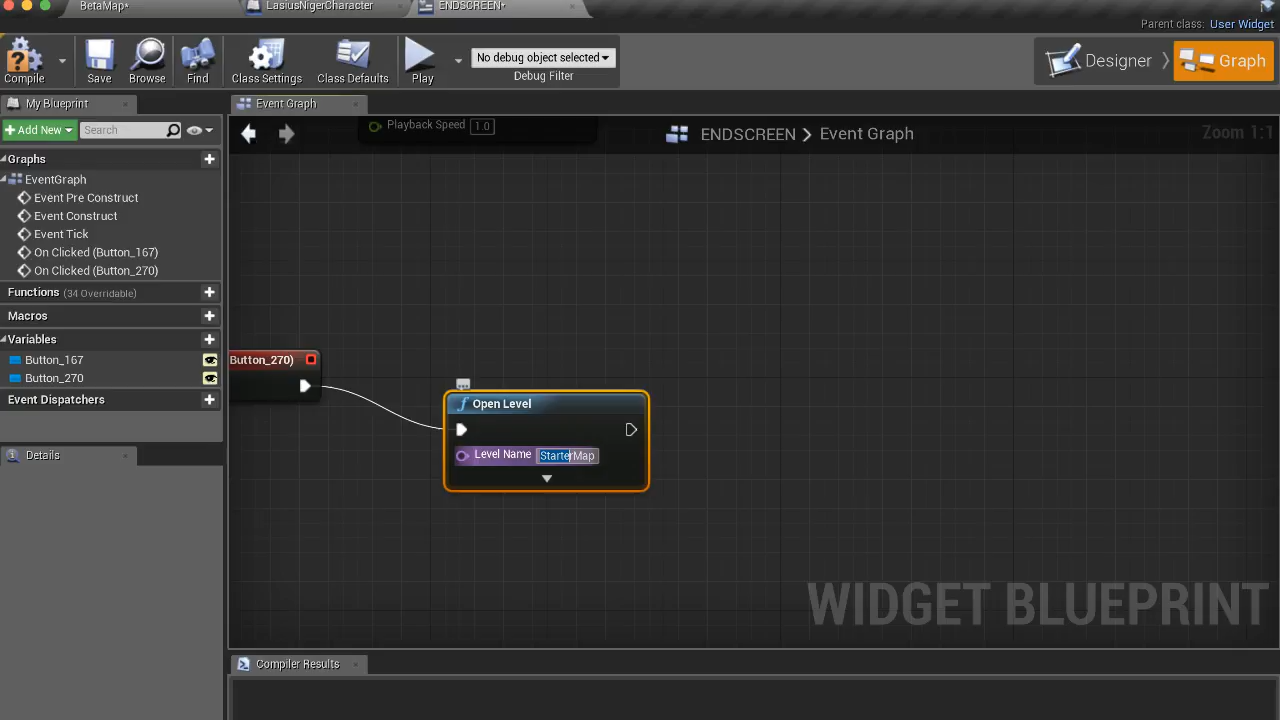 BetaMap*
LasiusNigerCharacter
ENDSCREEN*
Parent class: User Widget
Compile
Save
Browse
Find
Class Settings
Class Defaults
Play
No debug object selected
Debug Filter
Designer
Graph
My Blueprint
Event Graph
Add New
Search
Playback Speed 1.0
ENDSCREEN > Event Graph
Zoom 1:1
Graphs
EventGraph
Event Pre Construct
Event Construct
Event Tick
On Clicked (Button_167)
On Clicked (Button_270)
Functions (34 Overridable)
Macros
Variables
Button_167
Button_270
Event Dispatchers
Details
Button_270)
Open Level
Level Name StarterMap
WIDGET BLUEPRINT
Compiler Results